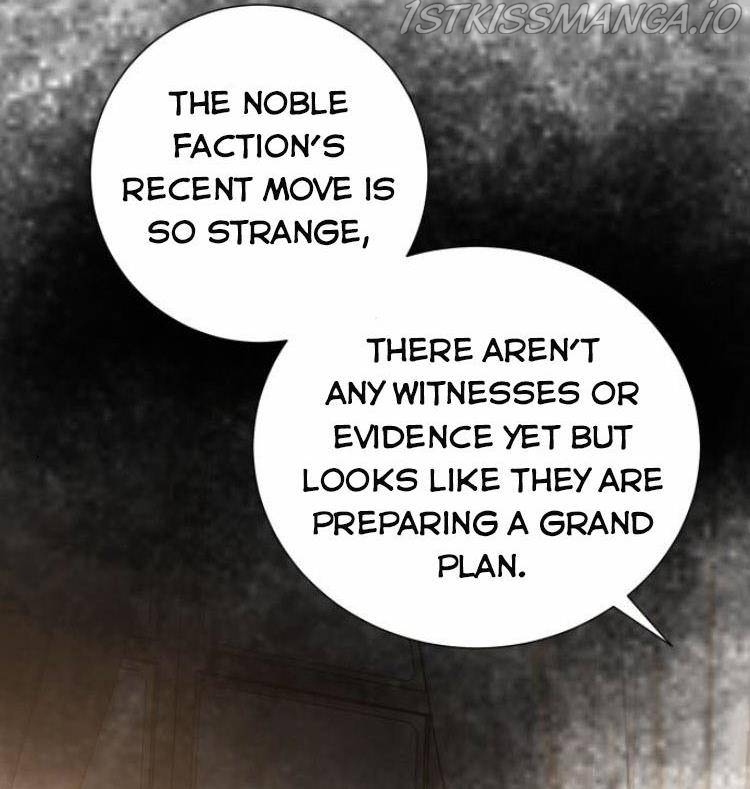 1STKISSMANGA.IO
THE NOBLE
FACTION'S
RECENT MOVE IS
SO STRANGE,
THERE AREN'T
ANY WITNESSES OR
EVIDENCE YET BUT
LOOKS LIKE THEY ARE
PREPARING A GRAND
PLAN.